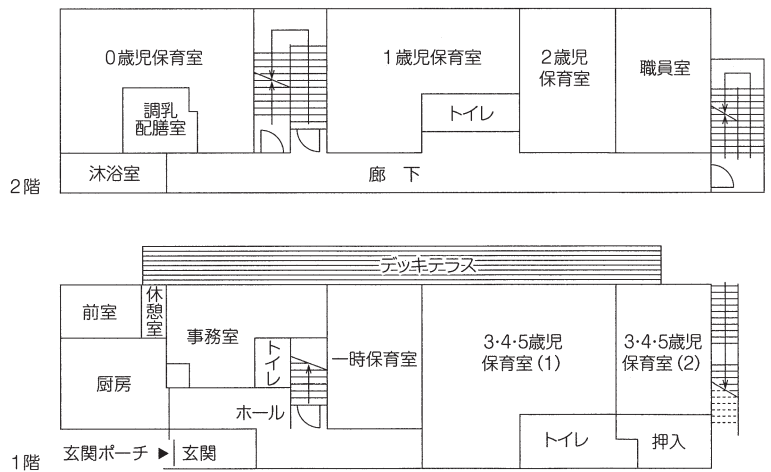 0歳児保育室
調乳
配膳室
沐浴室
1歳児保育室
トイレ
2歳児
保育室
職員室
廊 下
2階
デッキテラス
前室
休憩室
事務室
トイレ
厨房
ホール
一時保育室
3・4・5歳児
保育室(1)
3・4・5歳児
保育室(2)
トイレ
押入
玄関ポーチ ▶ 玄関
1階